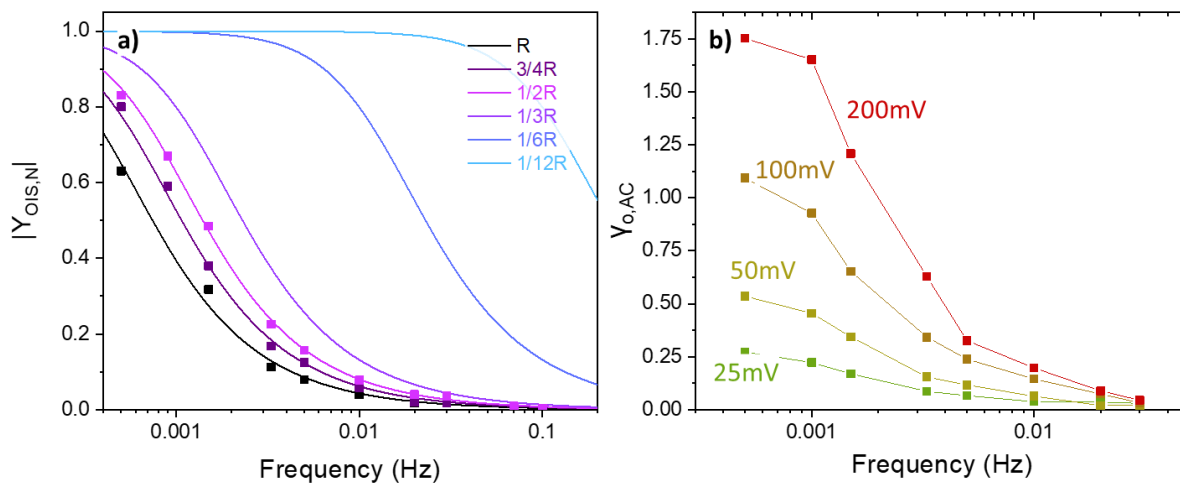 a)
R
3/4R
1/2R
1/3R
1/6R
1/12R
1.0
0.8
0.6
0.4
0.2
0.0
|Y_OIS,N|
0.001
0.01
0.1
Frequency (Hz)
b)
200mV
100mV
50mV
25mV
1.75
1.50
1.25
1.00
0.75
0.50
0.25
0.00
γ_o,AC
0.001
0.01
Frequency (Hz)